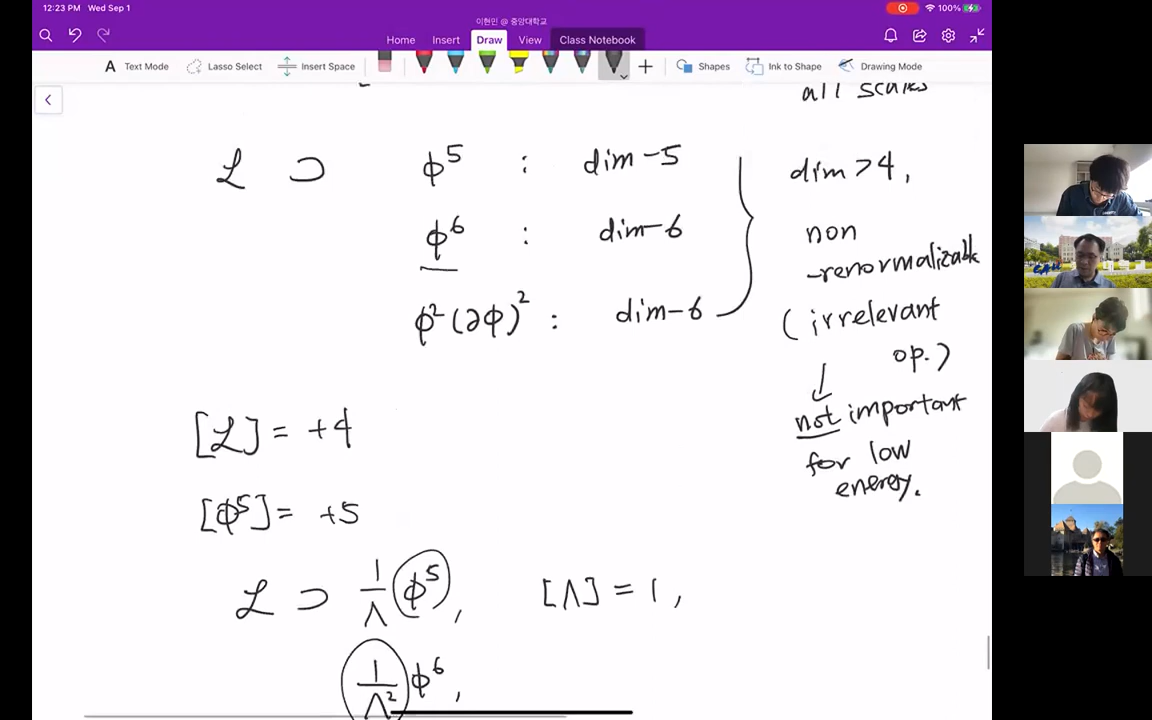 12:23 PM Wed Sep 1
100%
이현민 @ 중앙대학교
Home Insert Draw View Class Notebook
Text Mode Lasso Select Insert Space Shapes Ink to Shape Drawing Mode
all scales
ℒ ⊃ ϕ⁵ : dim-5
ϕ⁶ : dim-6
ϕ²(∂ϕ)² : dim-6
dim > 4,
non
-renormalizable
(irrelevant
op.)
↓
not important
for low
energy.
[ℒ] = +4
[ϕ⁵] = +5
ℒ ⊃ 1/Λ ϕ⁵, [Λ] = 1,
1/Λ² ϕ⁶,